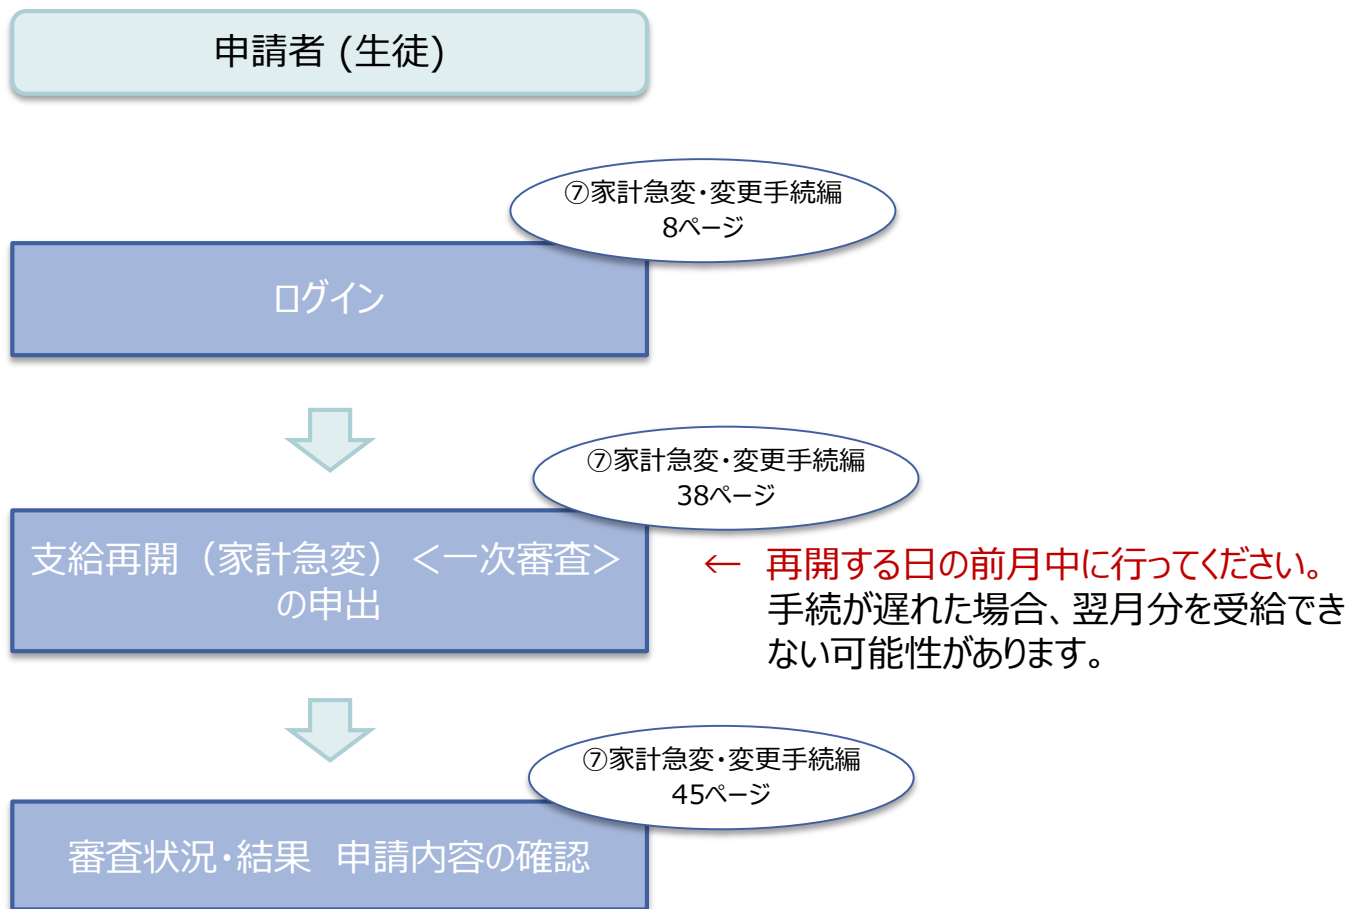 申請者 (生徒)
⑦家計急変・変更手続編
8ページ
ログイン
⑦家計急変・変更手続編
38ページ
支給再開（家計急変）＜一次審査＞
の申出
← 再開する日の前月中に行ってください。
手続が遅れた場合、翌月分を受給でき
ない可能性があります。
⑦家計急変・変更手続編
45ページ
審査状況・結果　申請内容の確認